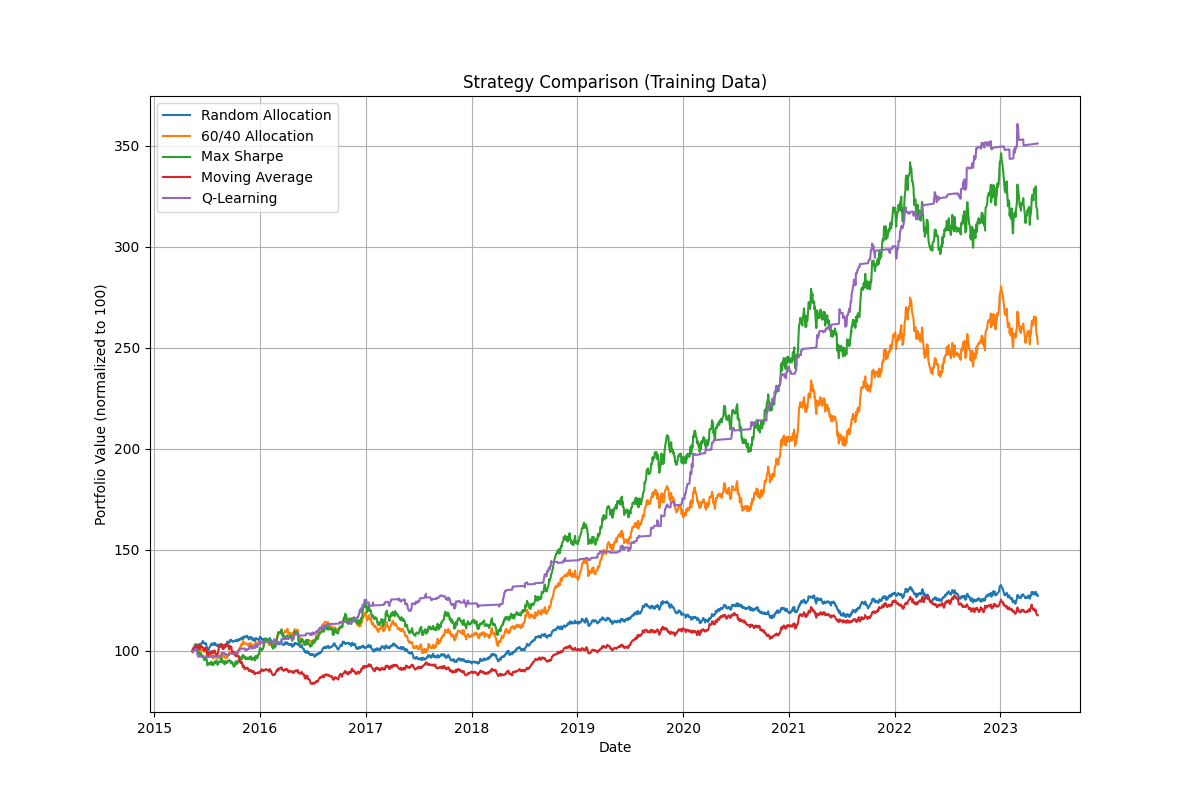 Strategy Comparison (Training Data)
Random Allocation
60/40 Allocation
Max Sharpe
Moving Average
Q-Learning
Portfolio Value (normalized to 100)
350
300
250
200
150
100
2015 2016 2017 2018 2019 2020 2021 2022 2023
Date